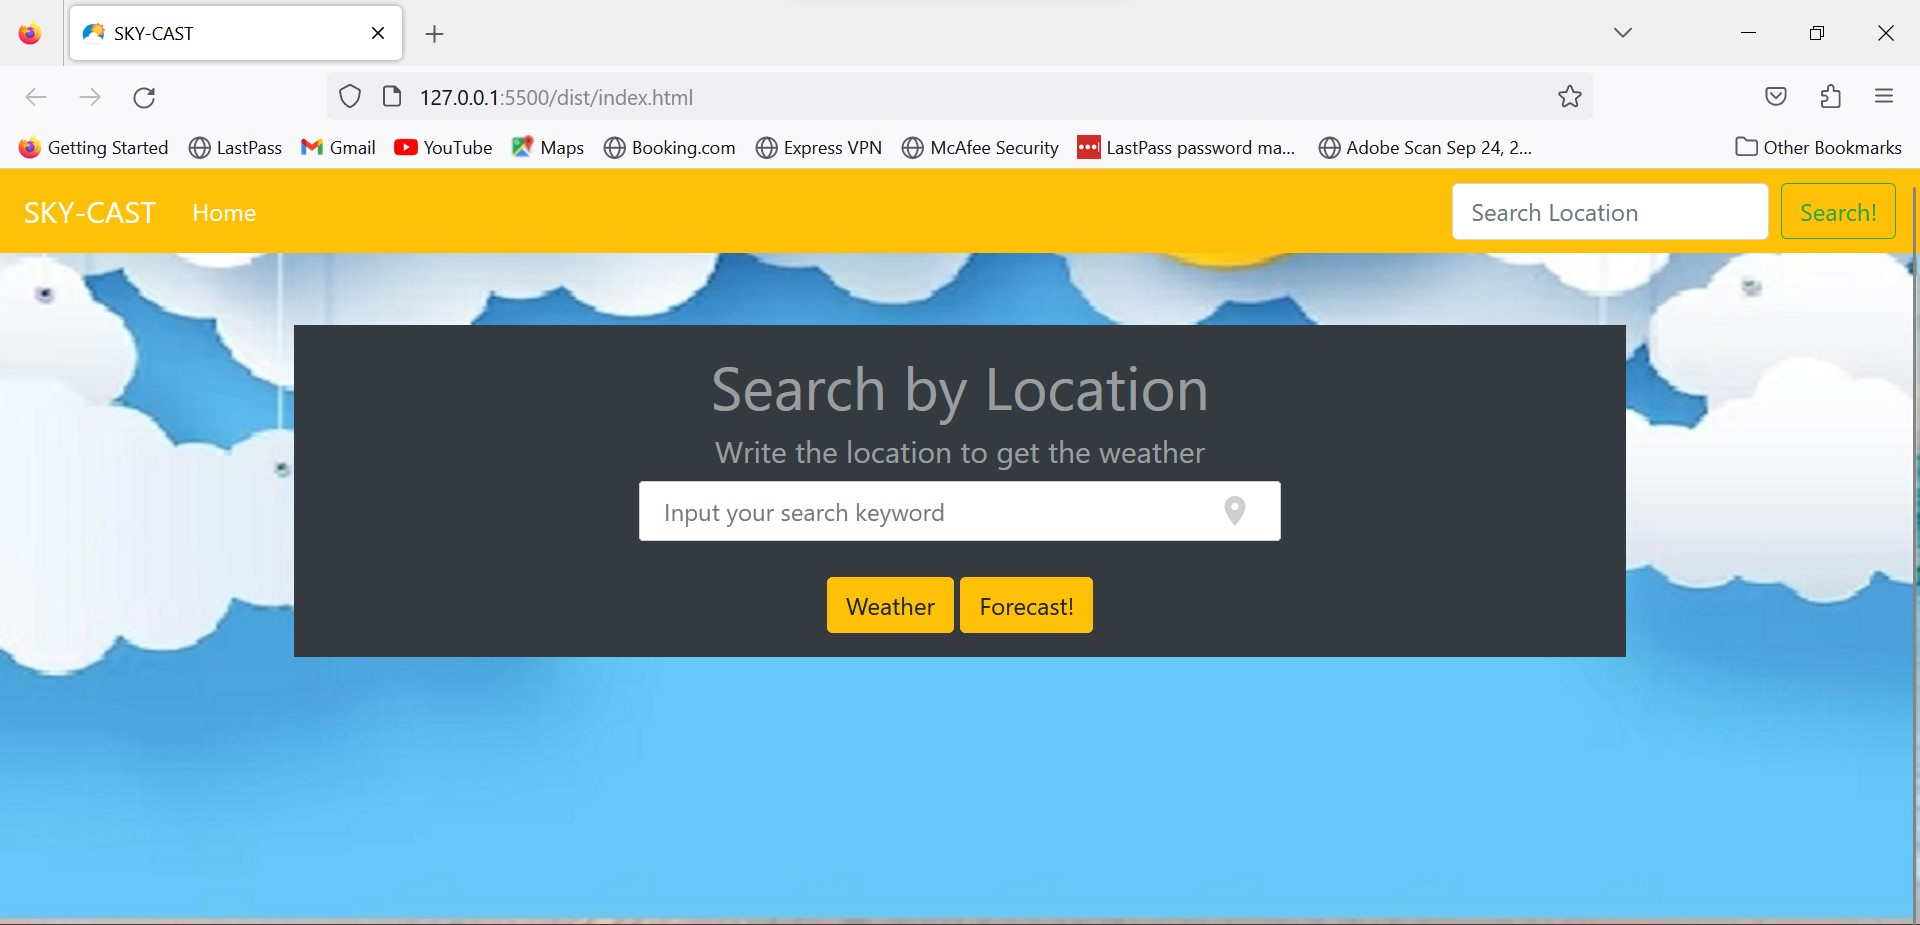 SKY-CAST
127.0.0.1:5500/dist/index.html
Getting Started LastPass Gmail YouTube Maps Booking.com Express VPN McAfee Security LastPass password ma... Adobe Scan Sep 24, 2... Other Bookmarks
SKY-CAST Home Search Location Search!
Search by Location
Write the location to get the weather
Input your search keyword
Weather Forecast!